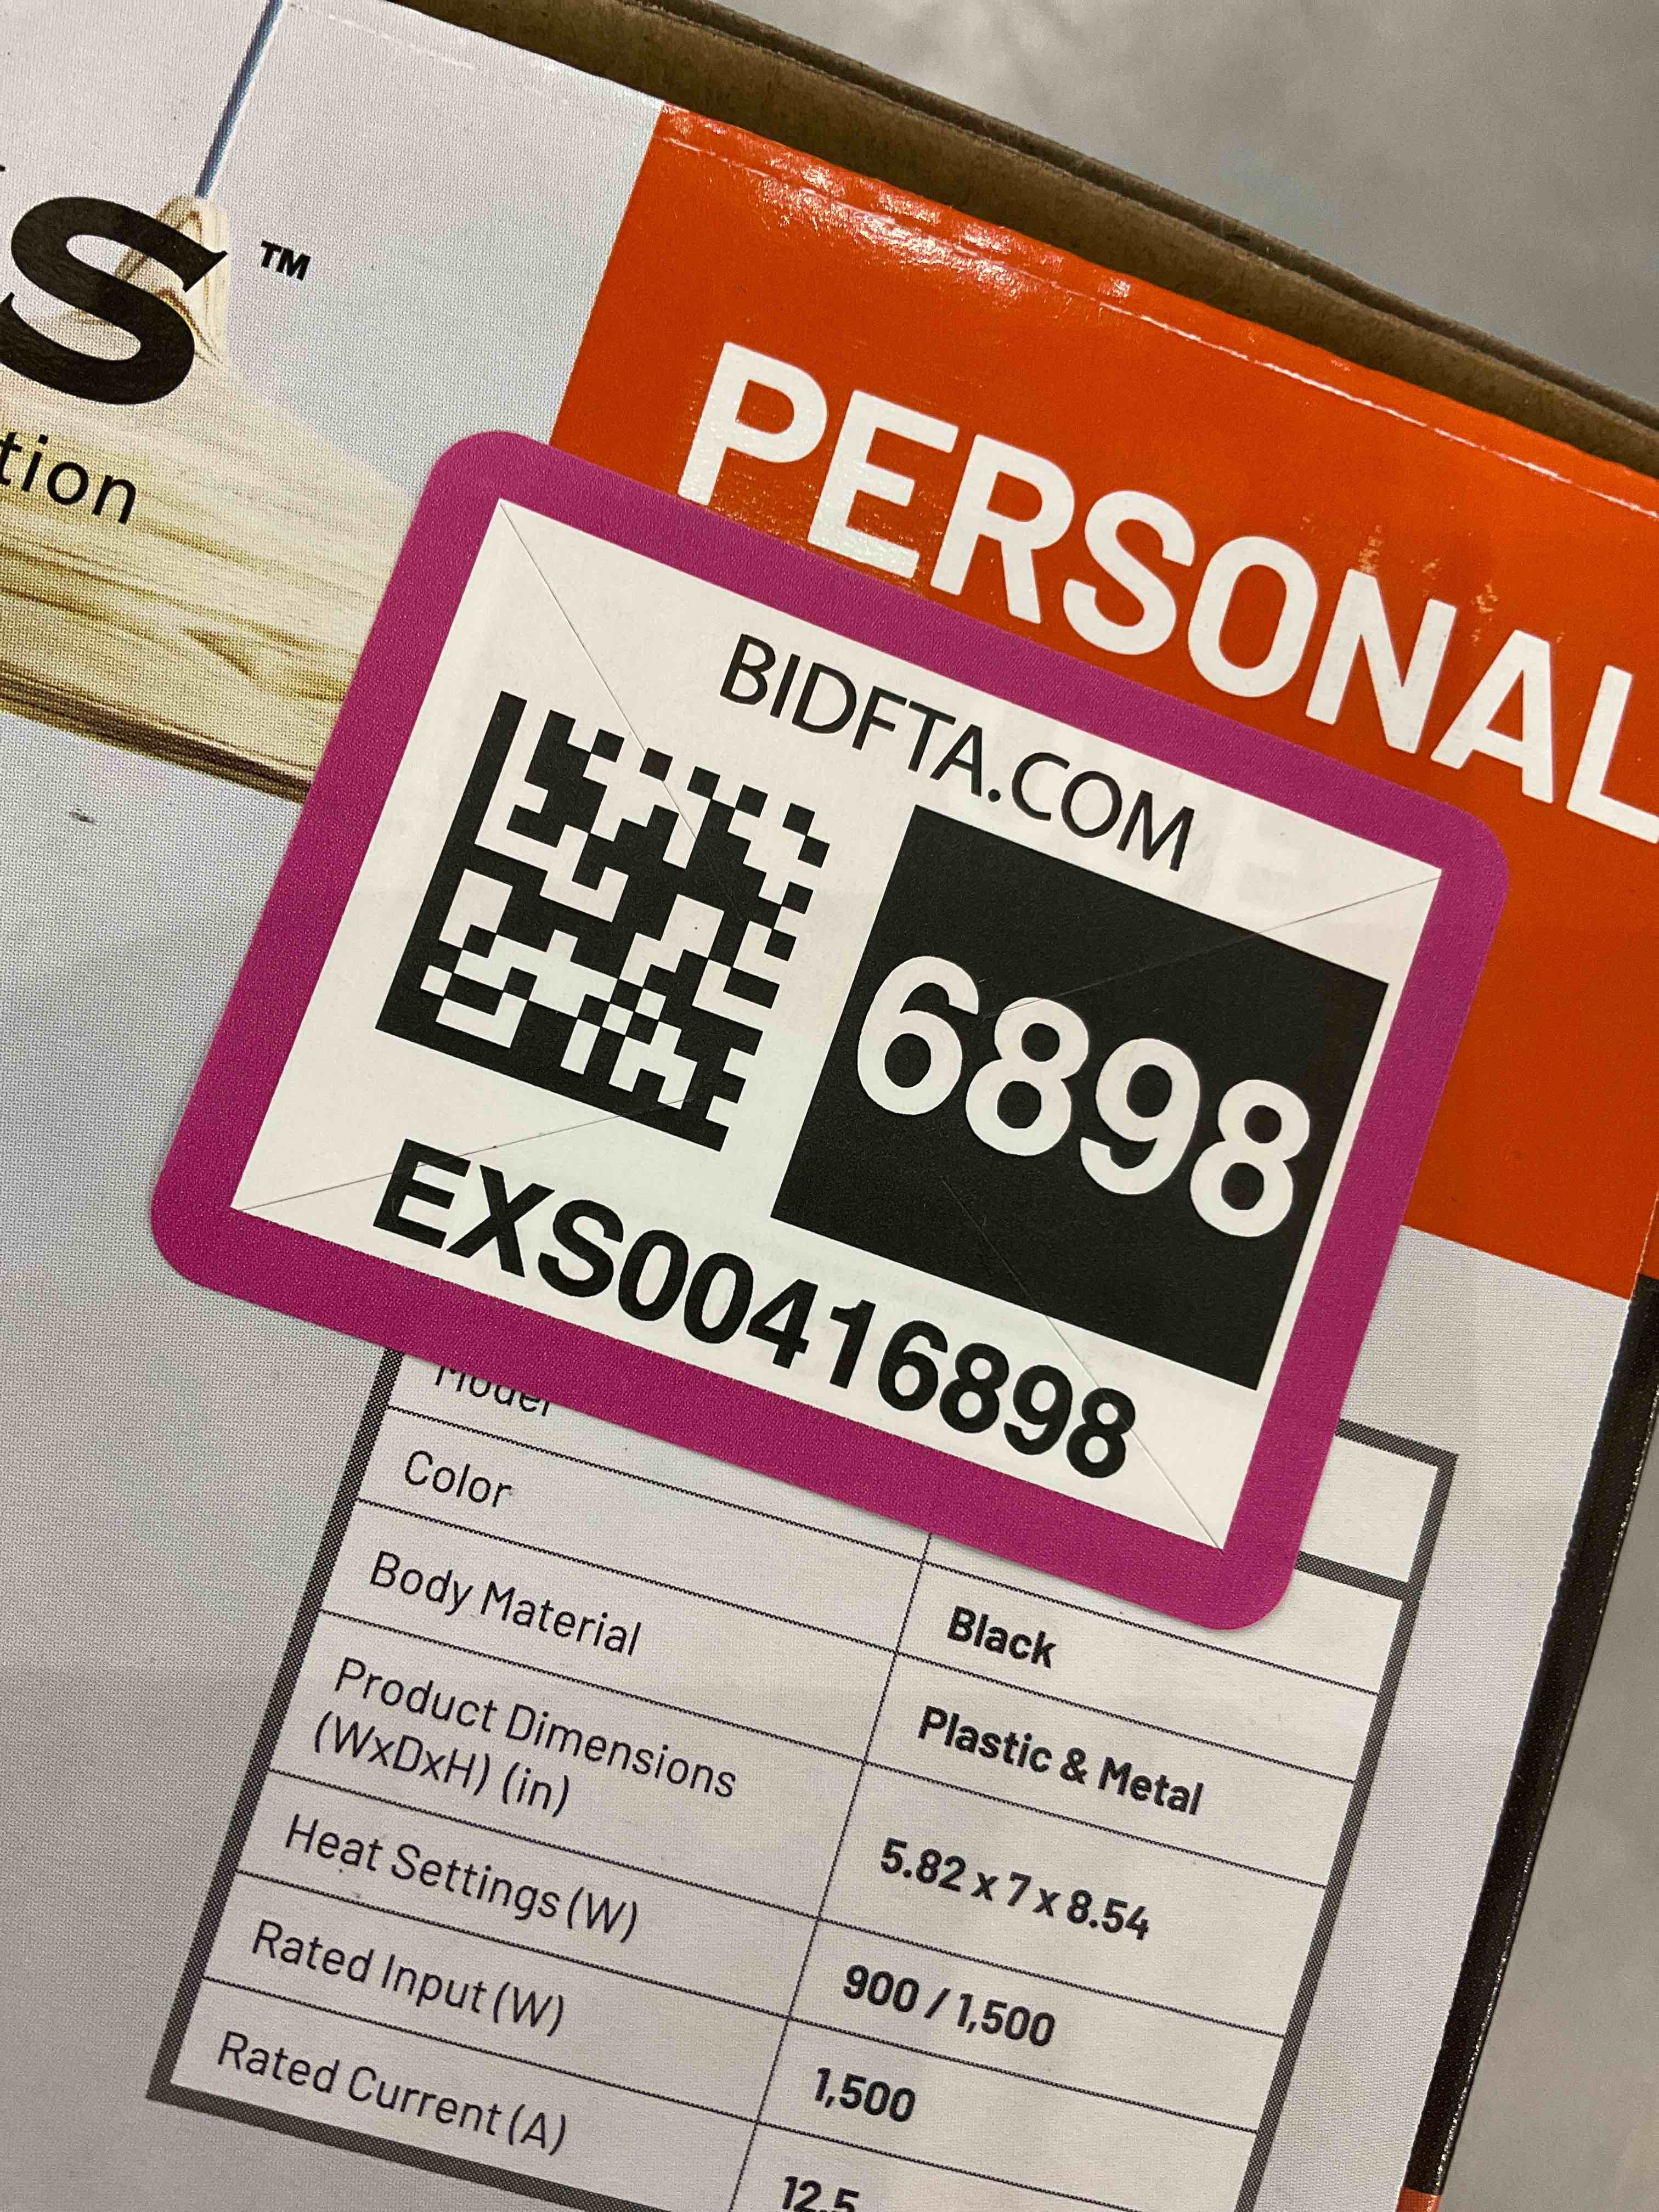 S™
tion
PERSONAL
BIDFTA.COM
6898
EXS00416898
Model
Color Black
Body Material Plastic & Metal
Product Dimensions
(WxDxH) (in) 5.82 x 7 x 8.54
Heat Settings (W) 900 / 1,500
Rated Input (W) 1,500
Rated Current (A) 12.5